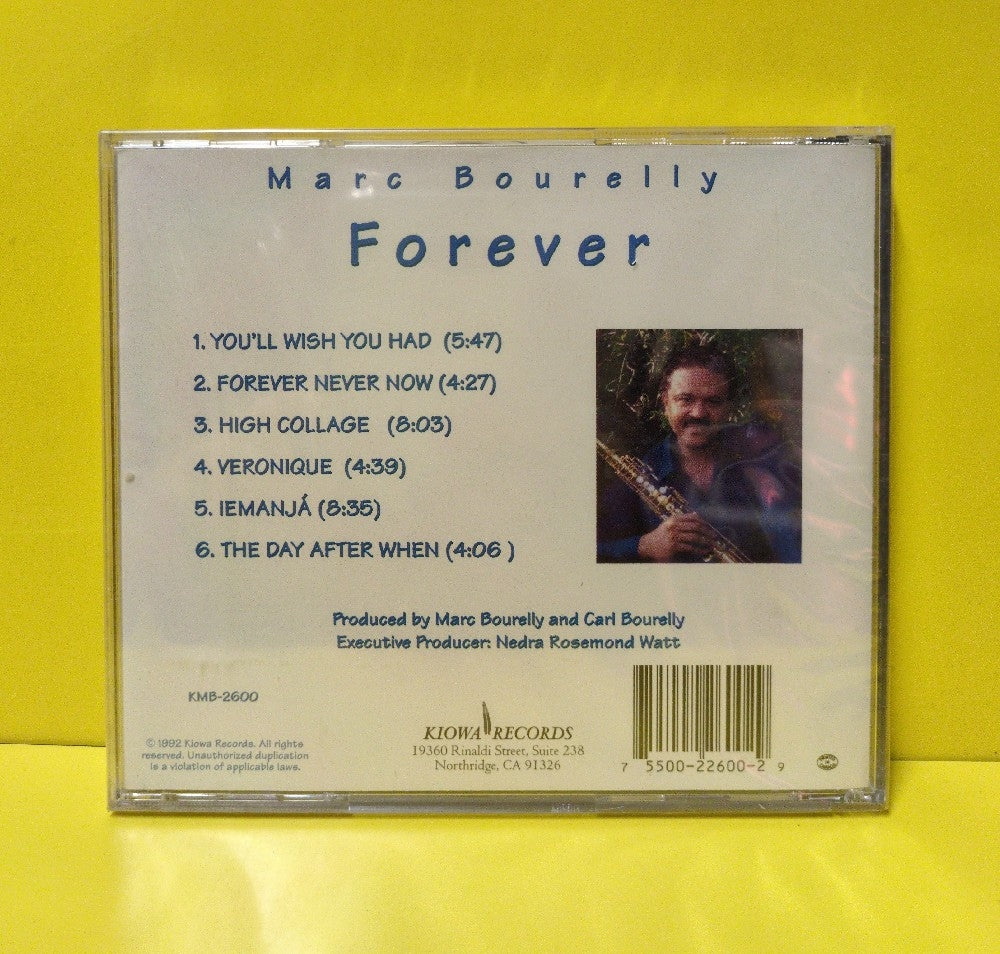 Marc Bourelly
Forever
1. YOU'LL WISH YOU HAD (5:47)
2. FOREVER NEVER NOW (4:27)
3. HIGH COLLAGE (8:03)
4. VERONIQUE (4:39)
5. IEMANJÁ (8:35)
6. THE DAY AFTER WHEN (4:06 )
Produced by Marc Bourelly and Carl Bourelly
Executive Producer: Nedra Rosemond Watt
KMB-2600
© 1992 Kiowa Records. All rights
reserved. Unauthorized duplication
is a violation of applicable laws.
KIOWA RECORDS
19360 Rinaldi Street, Suite 238
Northridge, CA 91326
7 5500-22600-2 9